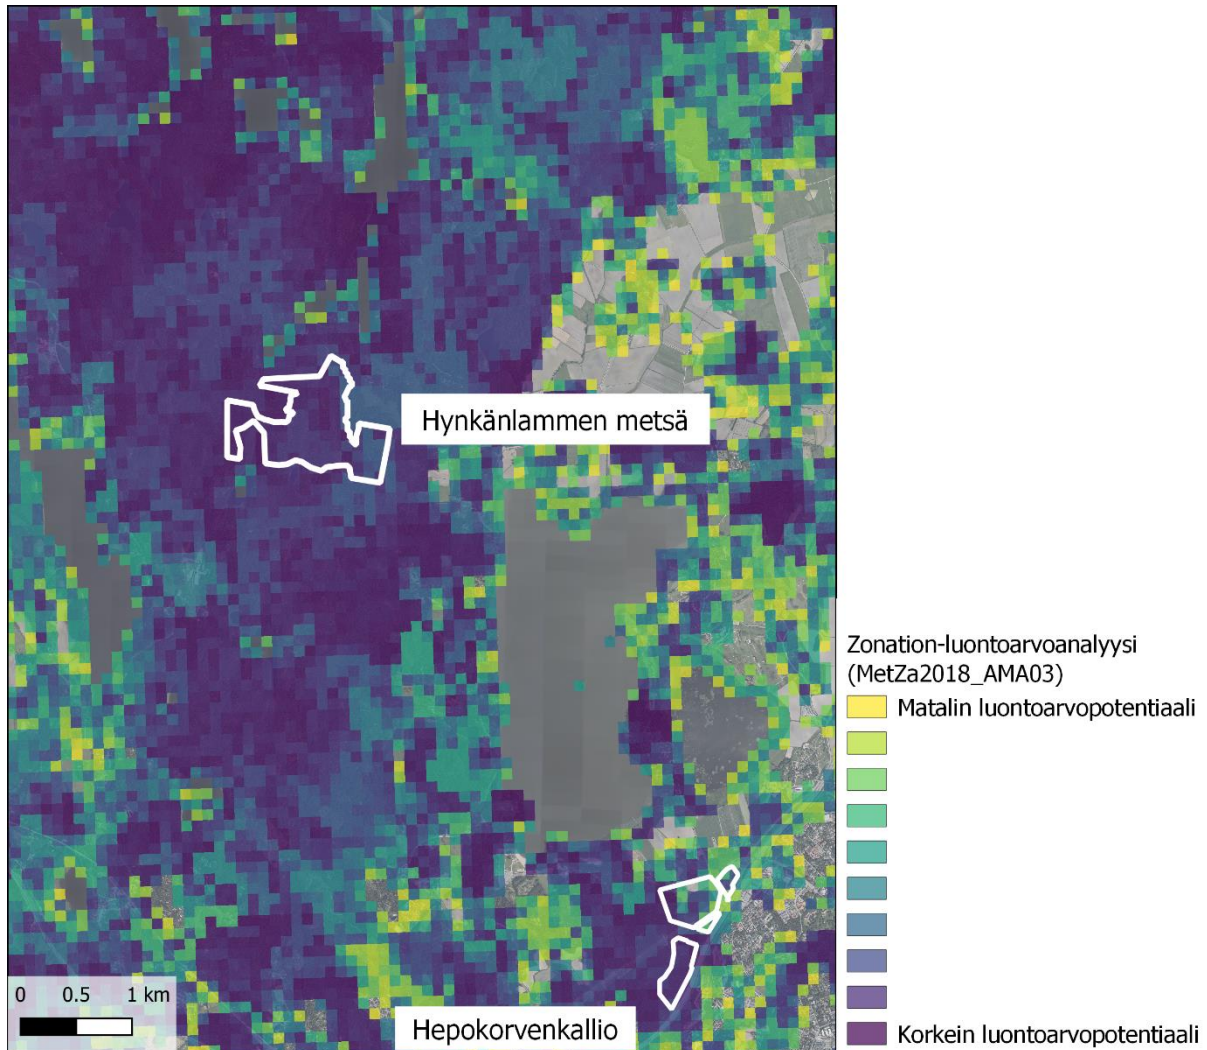 Hynkänlammen metsä
Zonation-luontoarvoanalyysi
(MetZa2018_AMA03)
Matalin luontoarvopotentiaali
Korkein luontoarvopotentiaali
0 0.5 1 km
Hepokorvenkallio